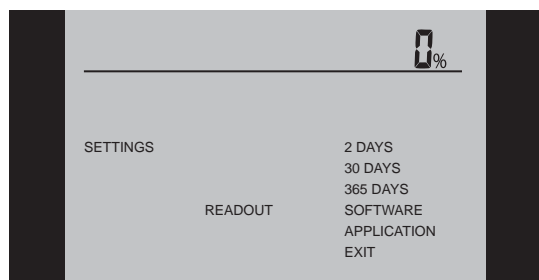 0%
SETTINGS 2 DAYS
30 DAYS
365 DAYS
READOUT SOFTWARE
APPLICATION
EXIT